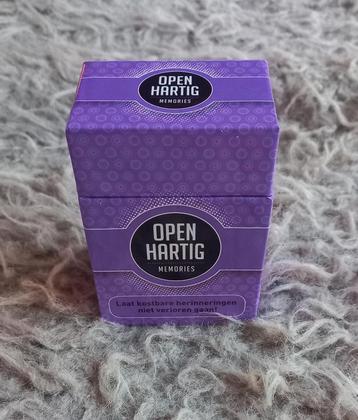 OPEN
HARTIG
MEMORIES
OPEN
HARTIG
MEMORIES
Laat kostbare herinneringen
niet verloren gaan!